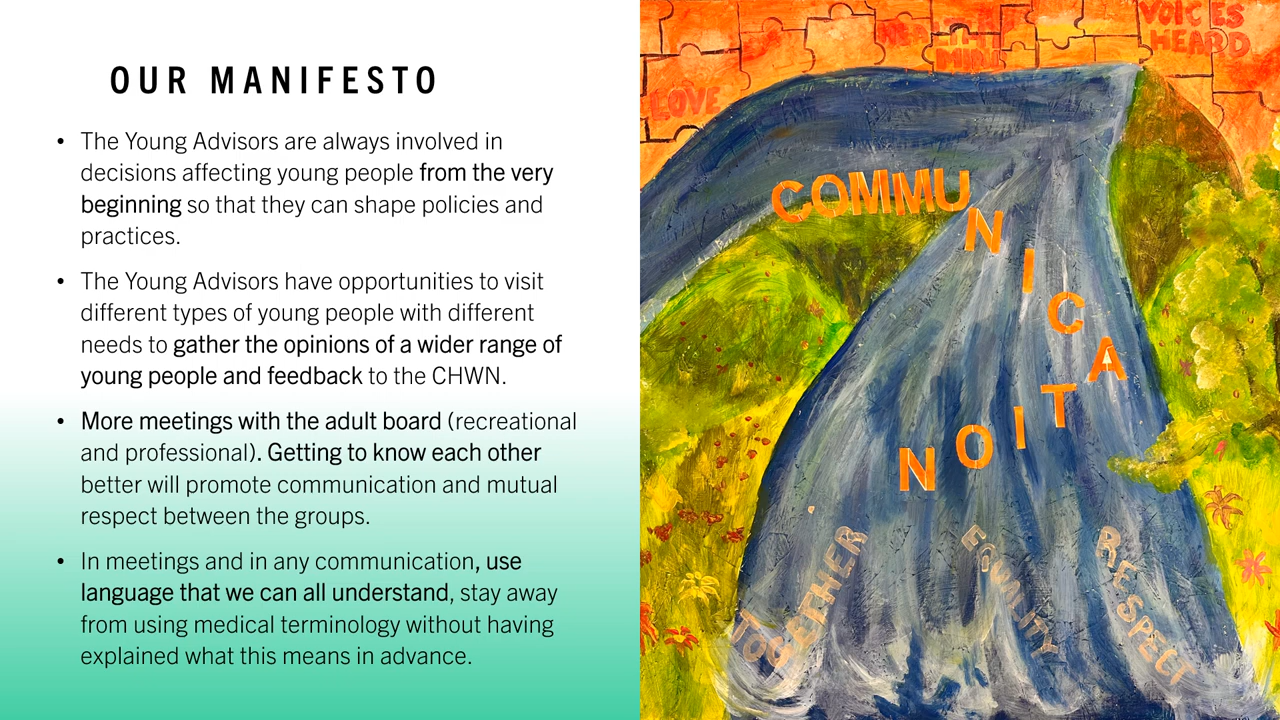 OUR MANIFESTO
• The Young Advisors are always involved in
decisions affecting young people from the very
beginning so that they can shape policies and
practices.
• The Young Advisors have opportunities to visit
different types of young people with different
needs to gather the opinions of a wider range of
young people and feedback to the CHWN.
• More meetings with the adult board (recreational
and professional). Getting to know each other
better will promote communication and mutual
respect between the groups.
• In meetings and in any communication, use
language that we can all understand, stay away
from using medical terminology without having
explained what this means in advance.
VOICES
HEARD
HEALTHY
MIND
LOVE
COMMUNICATION
TOGETHER
EQUALITY
RESPECT